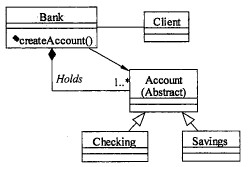 Bank
Client
createAccount()
Holds
1..*
Account
(Abstract)
Checking
Savings